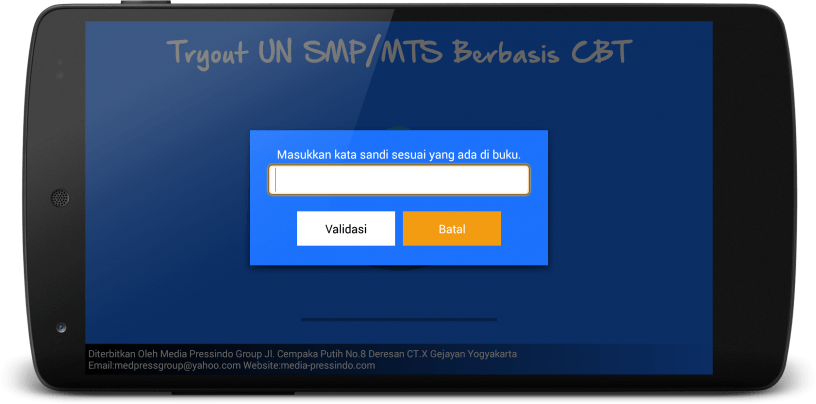 Tryout UN SMP/MTS Berbasis CBT
Masukkan kata sandi sesuai yang ada di buku.
Validasi
Batal
Diterbitkan Oleh Media Pressindo Group Jl. Cempaka Putih No.8 Deresan CT.X Gejayan Yogyakarta
Email:medpressgroup@yahoo.com Website:media-pressindo.com